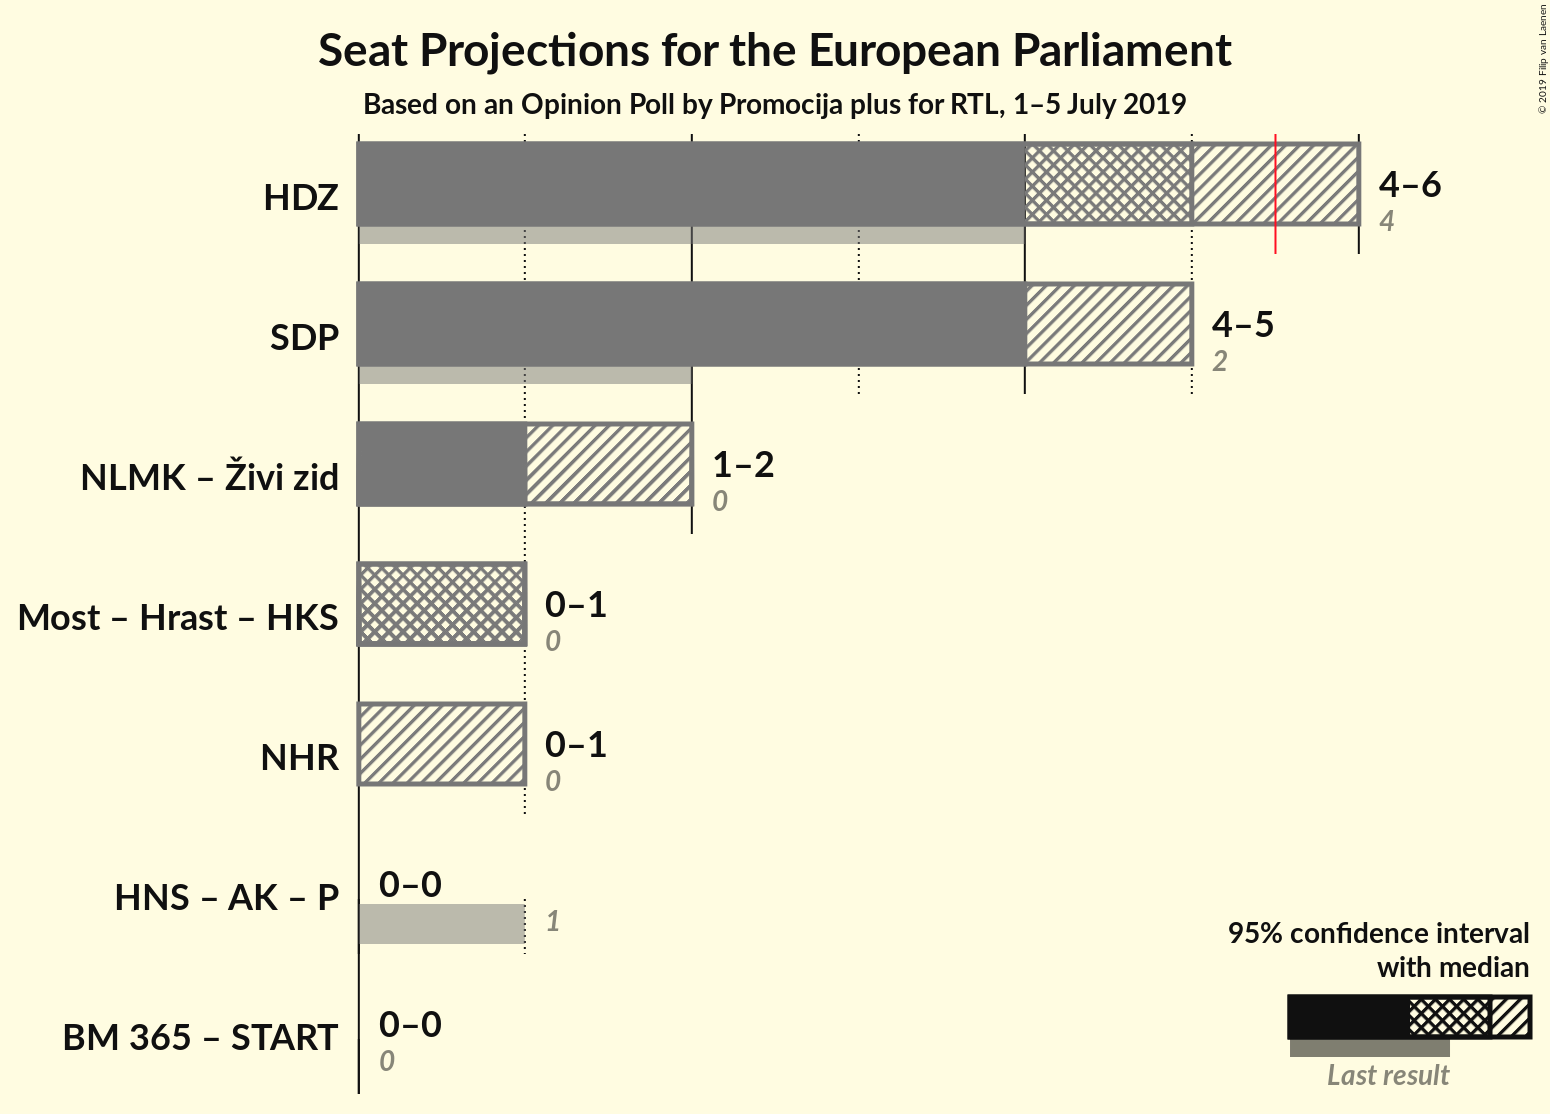 Seat Projections for the European Parliament
Based on an Opinion Poll by Promocija plus for RTL, 1–5 July 2019
© 2019 Filip van Laenen
HDZ
4–6
4
SDP
4–5
2
NLMK – Živi zid
1–2
0
Most – Hrast – HKS
0–1
0
NHR
0–1
0
HNS – AK – P
0–0
1
BM 365 – START
0–0
0
95% confidence interval
with median
Last result